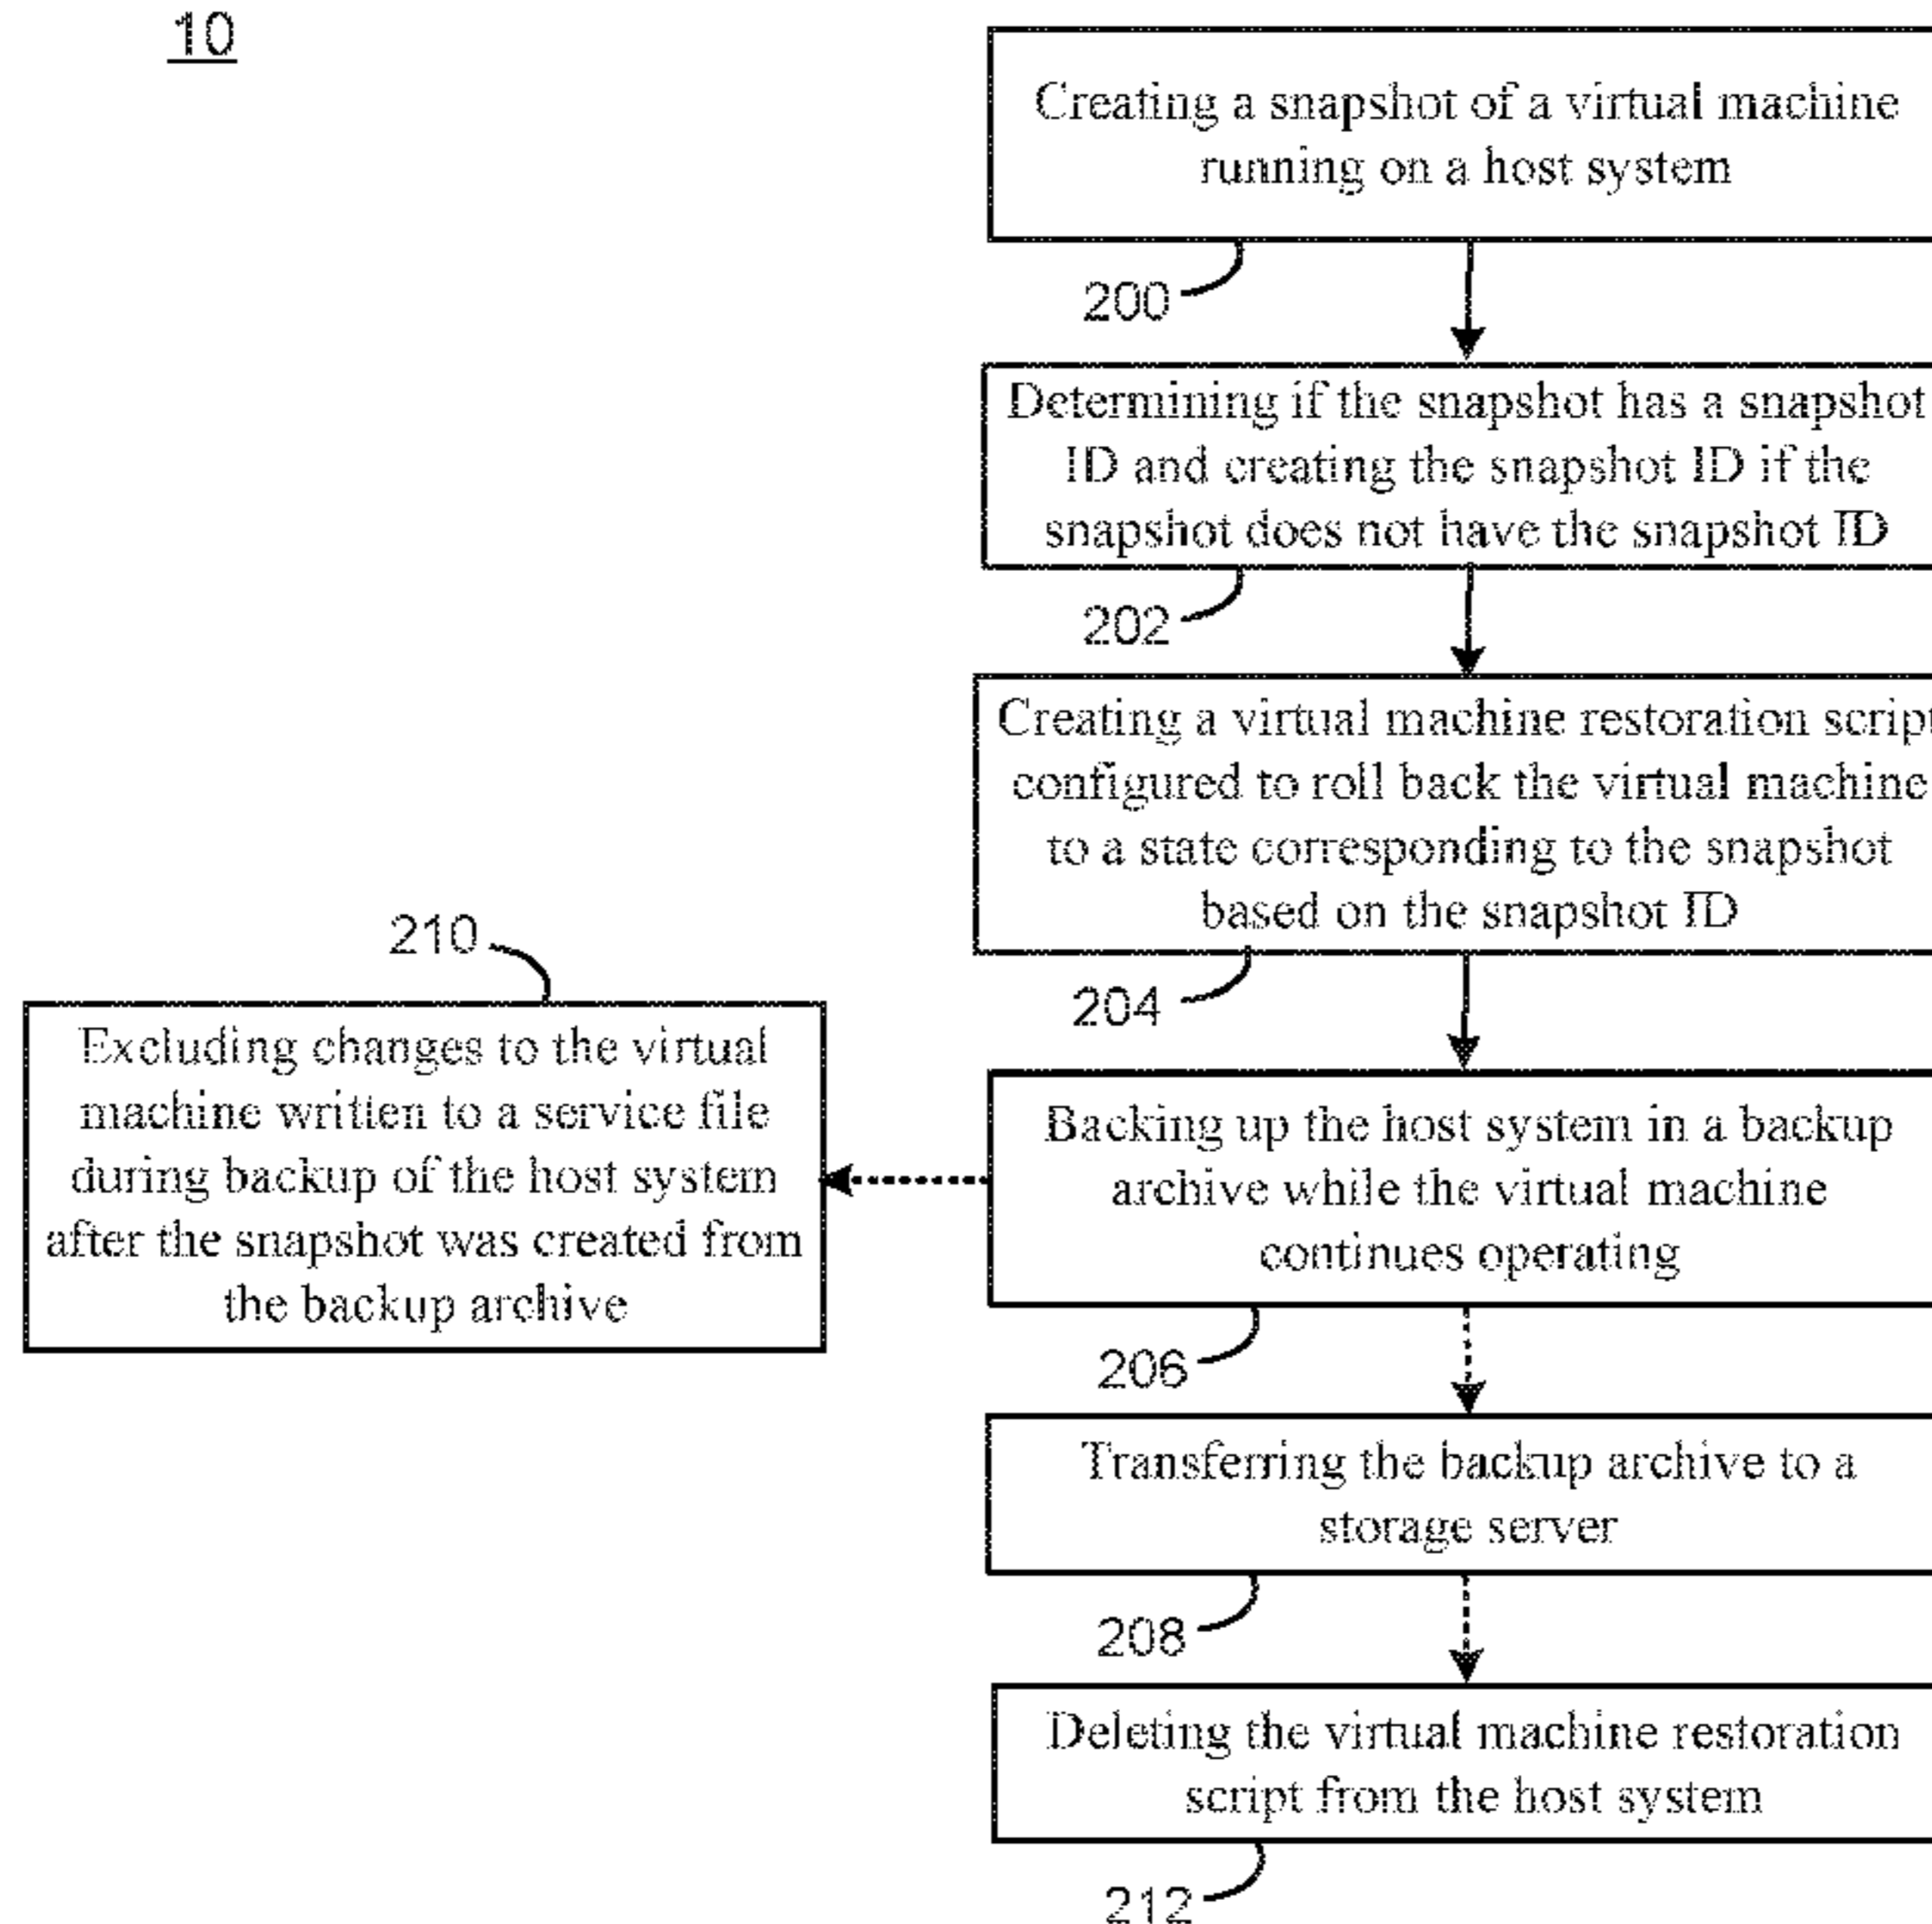 10
Creating a snapshot of a virtual machine
running on a host system
200
Determining if the snapshot has a snapshot
ID and creating the snapshot ID if the
snapshot does not have the snapshot ID
202
Creating a virtual machine restoration script
configured to roll back the virtual machine
to a state corresponding to the snapshot
based on the snapshot ID
204
210
Excluding changes to the virtual
machine written to a service file
during backup of the host system
after the snapshot was created from
the backup archive
Backing up the host system in a backup
archive while the virtual machine
continues operating
206
Transferring the backup archive to a
storage server
208
Deleting the virtual machine restoration
script from the host system
212